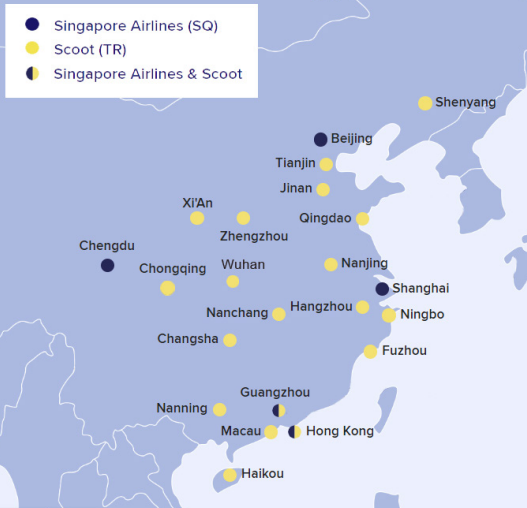 Singapore Airlines (SQ)
Scoot (TR)
Singapore Airlines & Scoot
Shenyang
Beijing
Tianjin
Jinan
Xi'An
Qingdao
Zhengzhou
Chengdu
Nanjing
Wuhan
Chongqing
Shanghai
Hangzhou
Nanchang
Ningbo
Changsha
Fuzhou
Guangzhou
Nanning
Macau
Hong Kong
Haikou